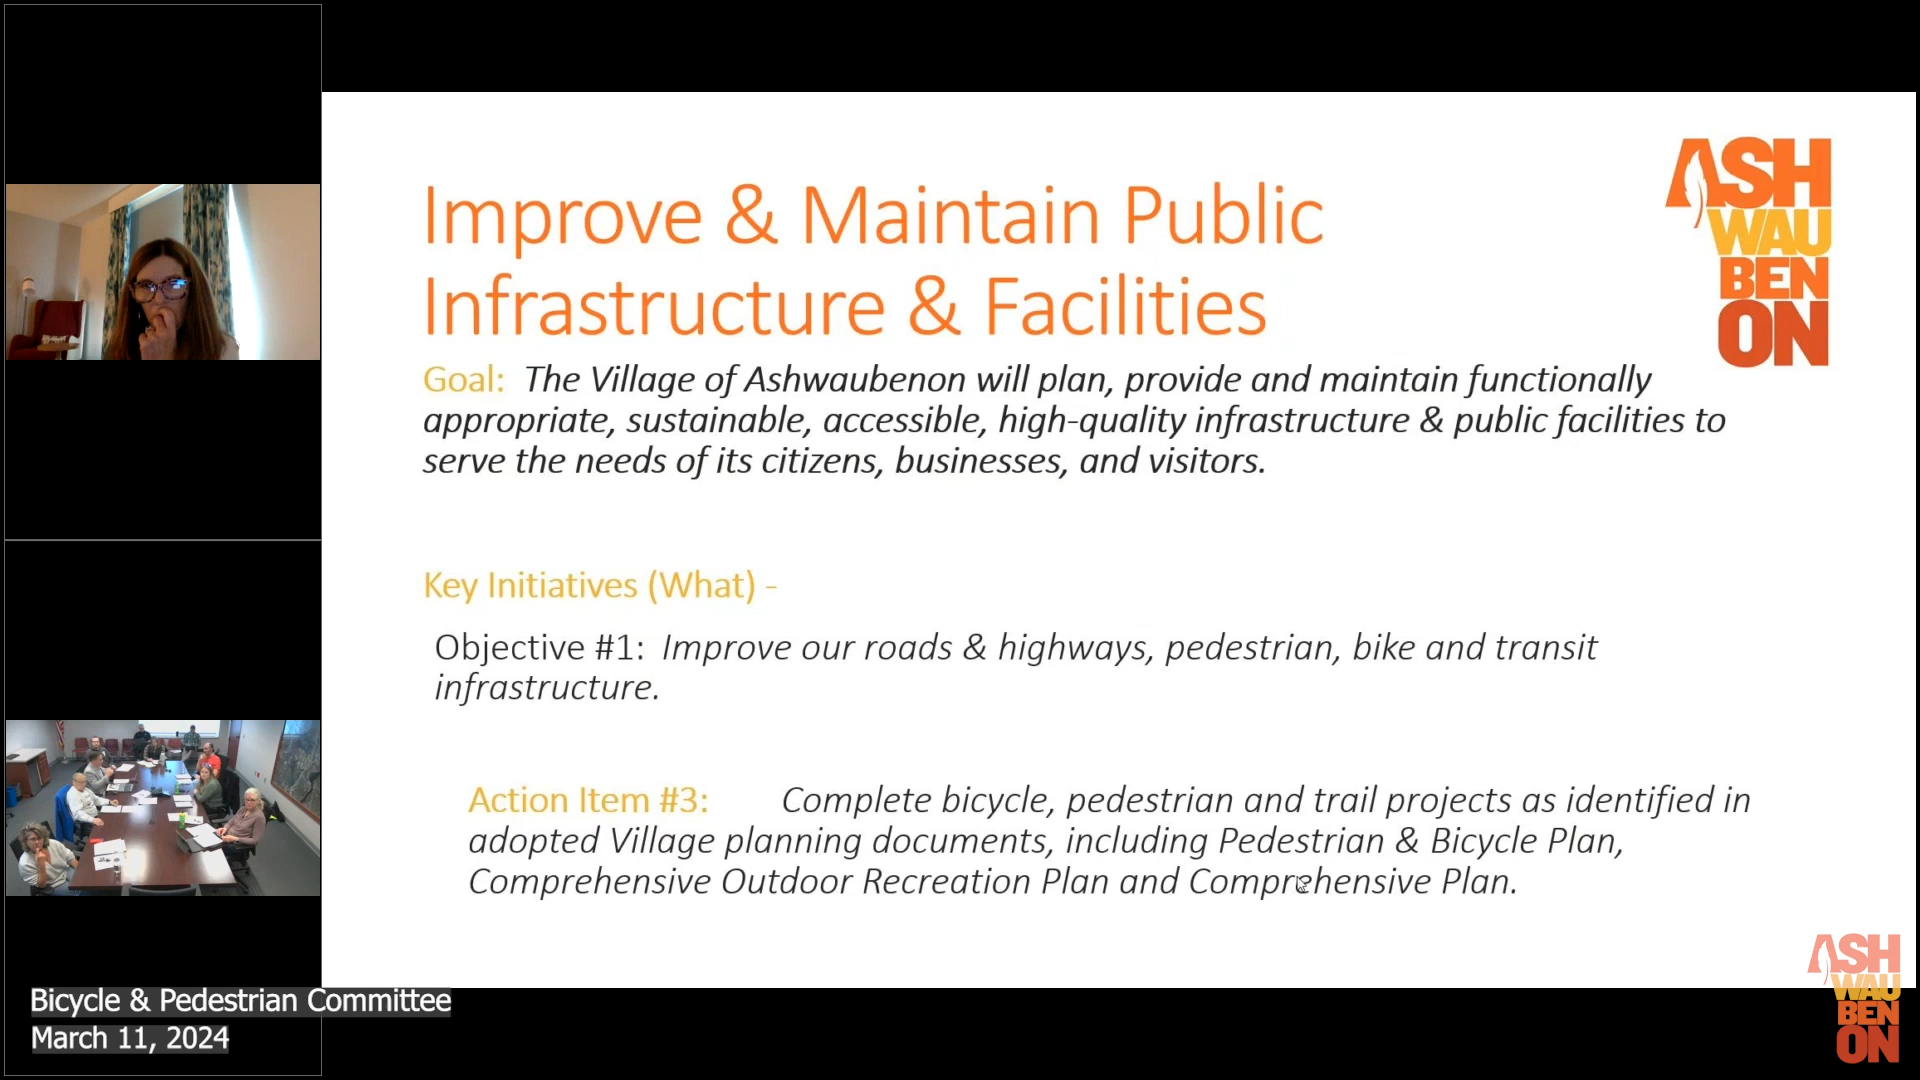 ASH
WAU
BEN
ON
Improve & Maintain Public
Infrastructure & Facilities
Goal: The Village of Ashwaubenon will plan, provide and maintain functionally
appropriate, sustainable, accessible, high-quality infrastructure & public facilities to
serve the needs of its citizens, businesses, and visitors.
Key Initiatives (What) -
Objective #1: Improve our roads & highways, pedestrian, bike and transit
infrastructure.
Action Item #3: Complete bicycle, pedestrian and trail projects as identified in
adopted Village planning documents, including Pedestrian & Bicycle Plan,
Comprehensive Outdoor Recreation Plan and Comprehensive Plan.
Bicycle & Pedestrian Committee
March 11, 2024
ASH
WAU
BEN
ON